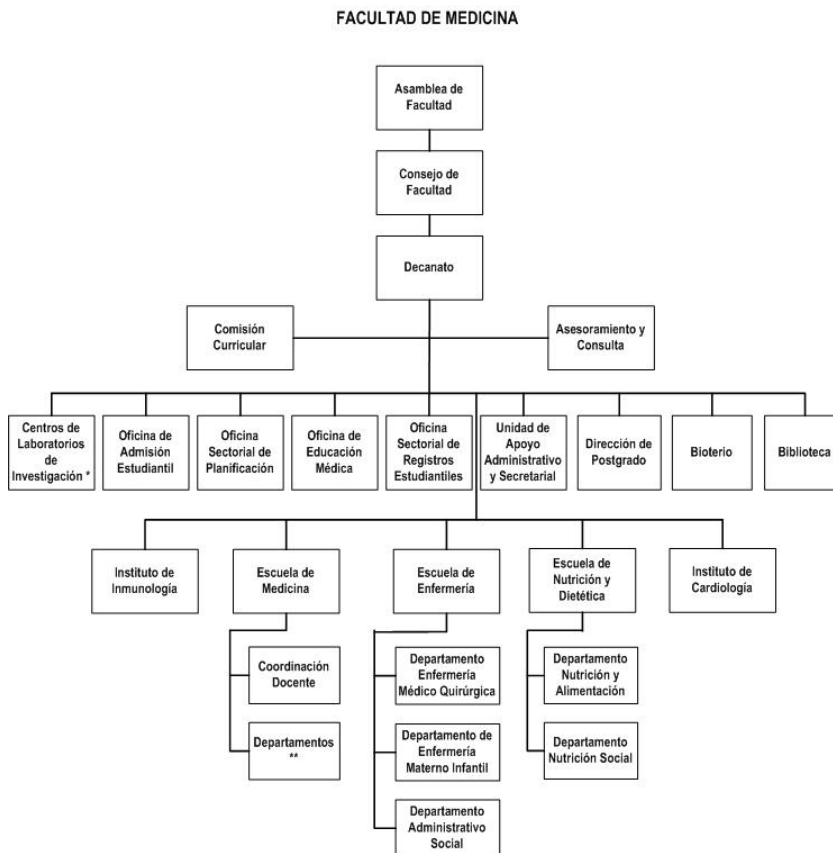 FACULTAD DE MEDICINA
Asamblea de
Facultad
Consejo de
Facultad
Decanato
Comisión
Curricular
Asesoramiento y
Consulta
Centros de
Laboratorios
de
Investigación *
Oficina de
Admisión
Estudiantil
Oficina
Sectorial de
Planificación
Oficina de
Educación
Médica
Oficina
Sectorial de
Registros
Estudiantiles
Unidad de
Apoyo
Administrativo
y Secretarial
Dirección de
Postgrado
Bioterio
Biblioteca
Instituto de
Inmunología
Escuela de
Medicina
Escuela de
Enfermería
Escuela de
Nutrición y
Dietética
Instituto de
Cardiología
Coordinación
Docente
Departamentos
**
Departamento
Enfermería
Médico Quirúrgica
Departamento de
Enfermería
Materno Infantil
Departamento
Administrativo
Social
Departamento
Nutrición y
Alimentación
Departamento
Nutrición Social